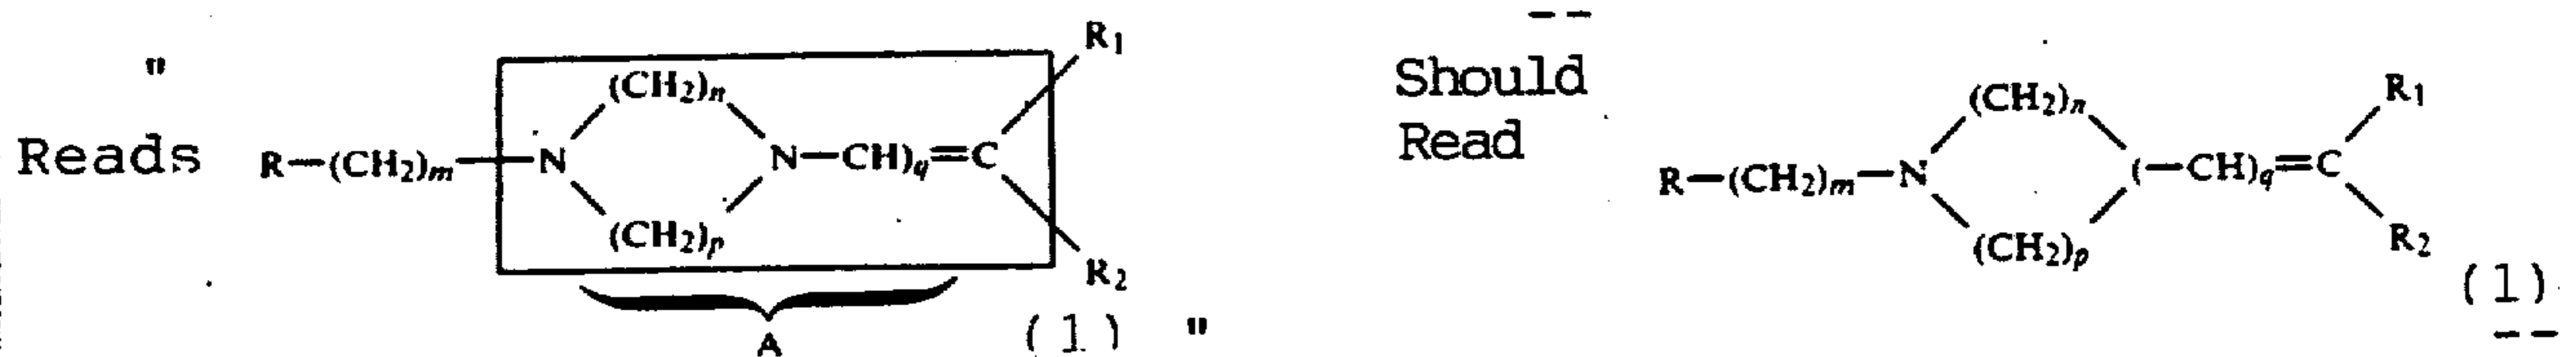 "
Reads
R—(CH2)m—N
(CH2)n
(CH2)p
N—CH)q=C
R1
R2
A
(1) "
--
Should
Read
R—(CH2)m—N
(CH2)n
(CH2)p
(—CH)q=C
R1
R2
(1)
--